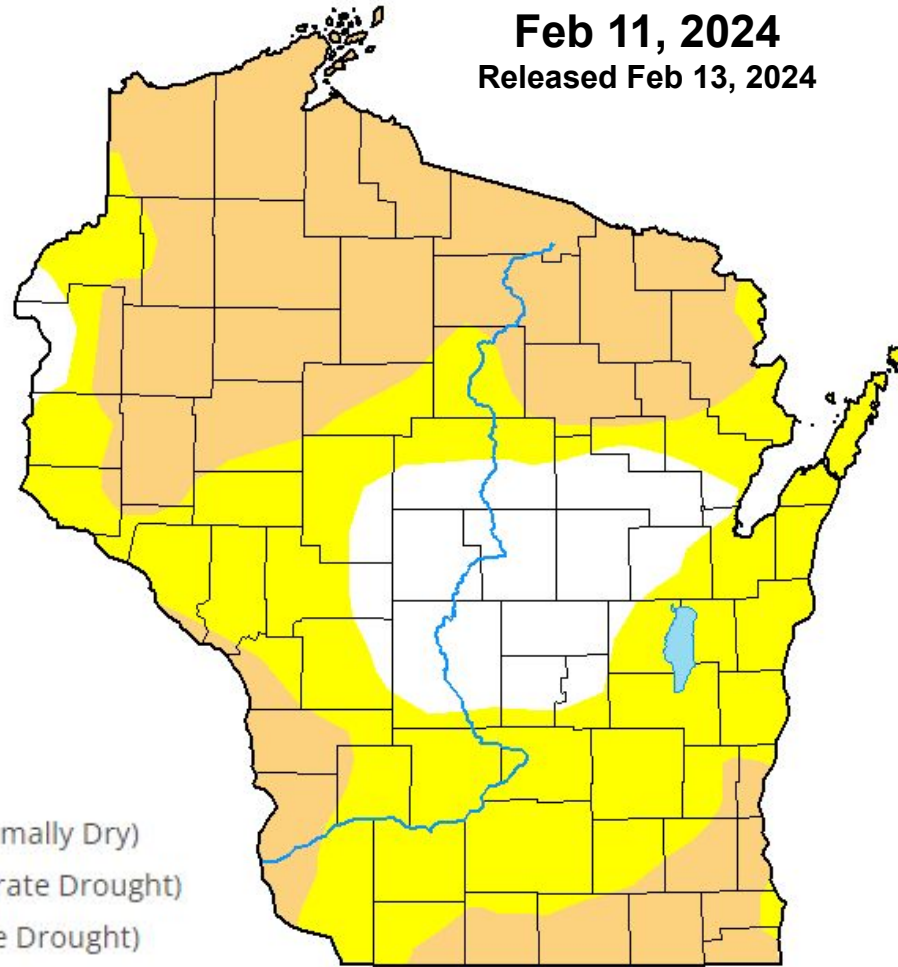 Feb 11, 2024
Released Feb 13, 2024
mally Dry)
rate Drought)
e Drought)